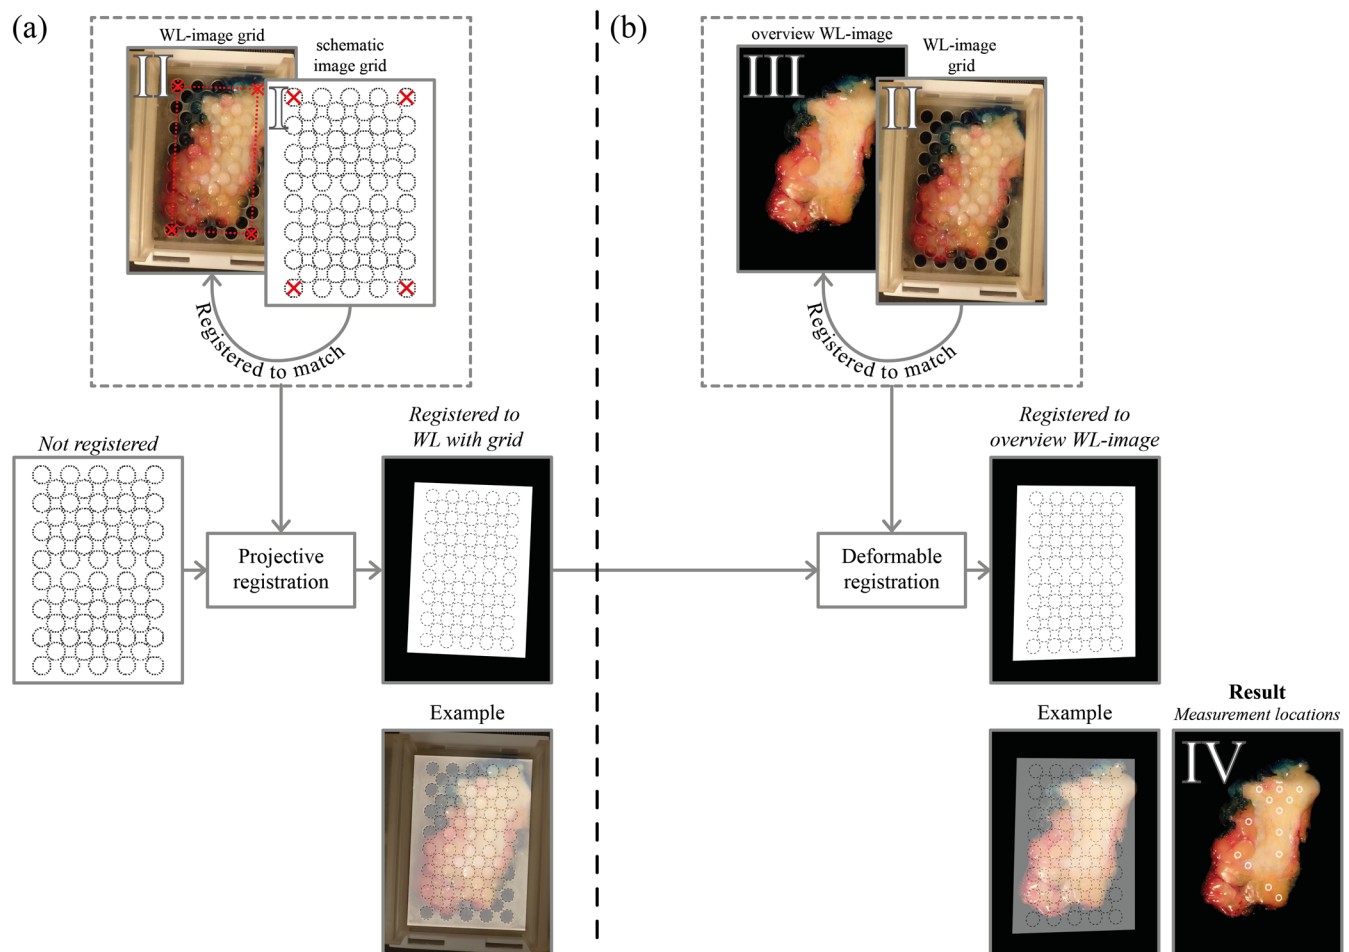 (a)
WL-image grid
II
schematic
image grid
I
Registered to match
Not registered
Projective
registration
Registered to
WL with grid
Example
(b)
overview WL-image
III
WL-image
grid
II
Registered to match
Deformable
registration
Registered to
overview WL-image
Example
Result
Measurement locations
IV